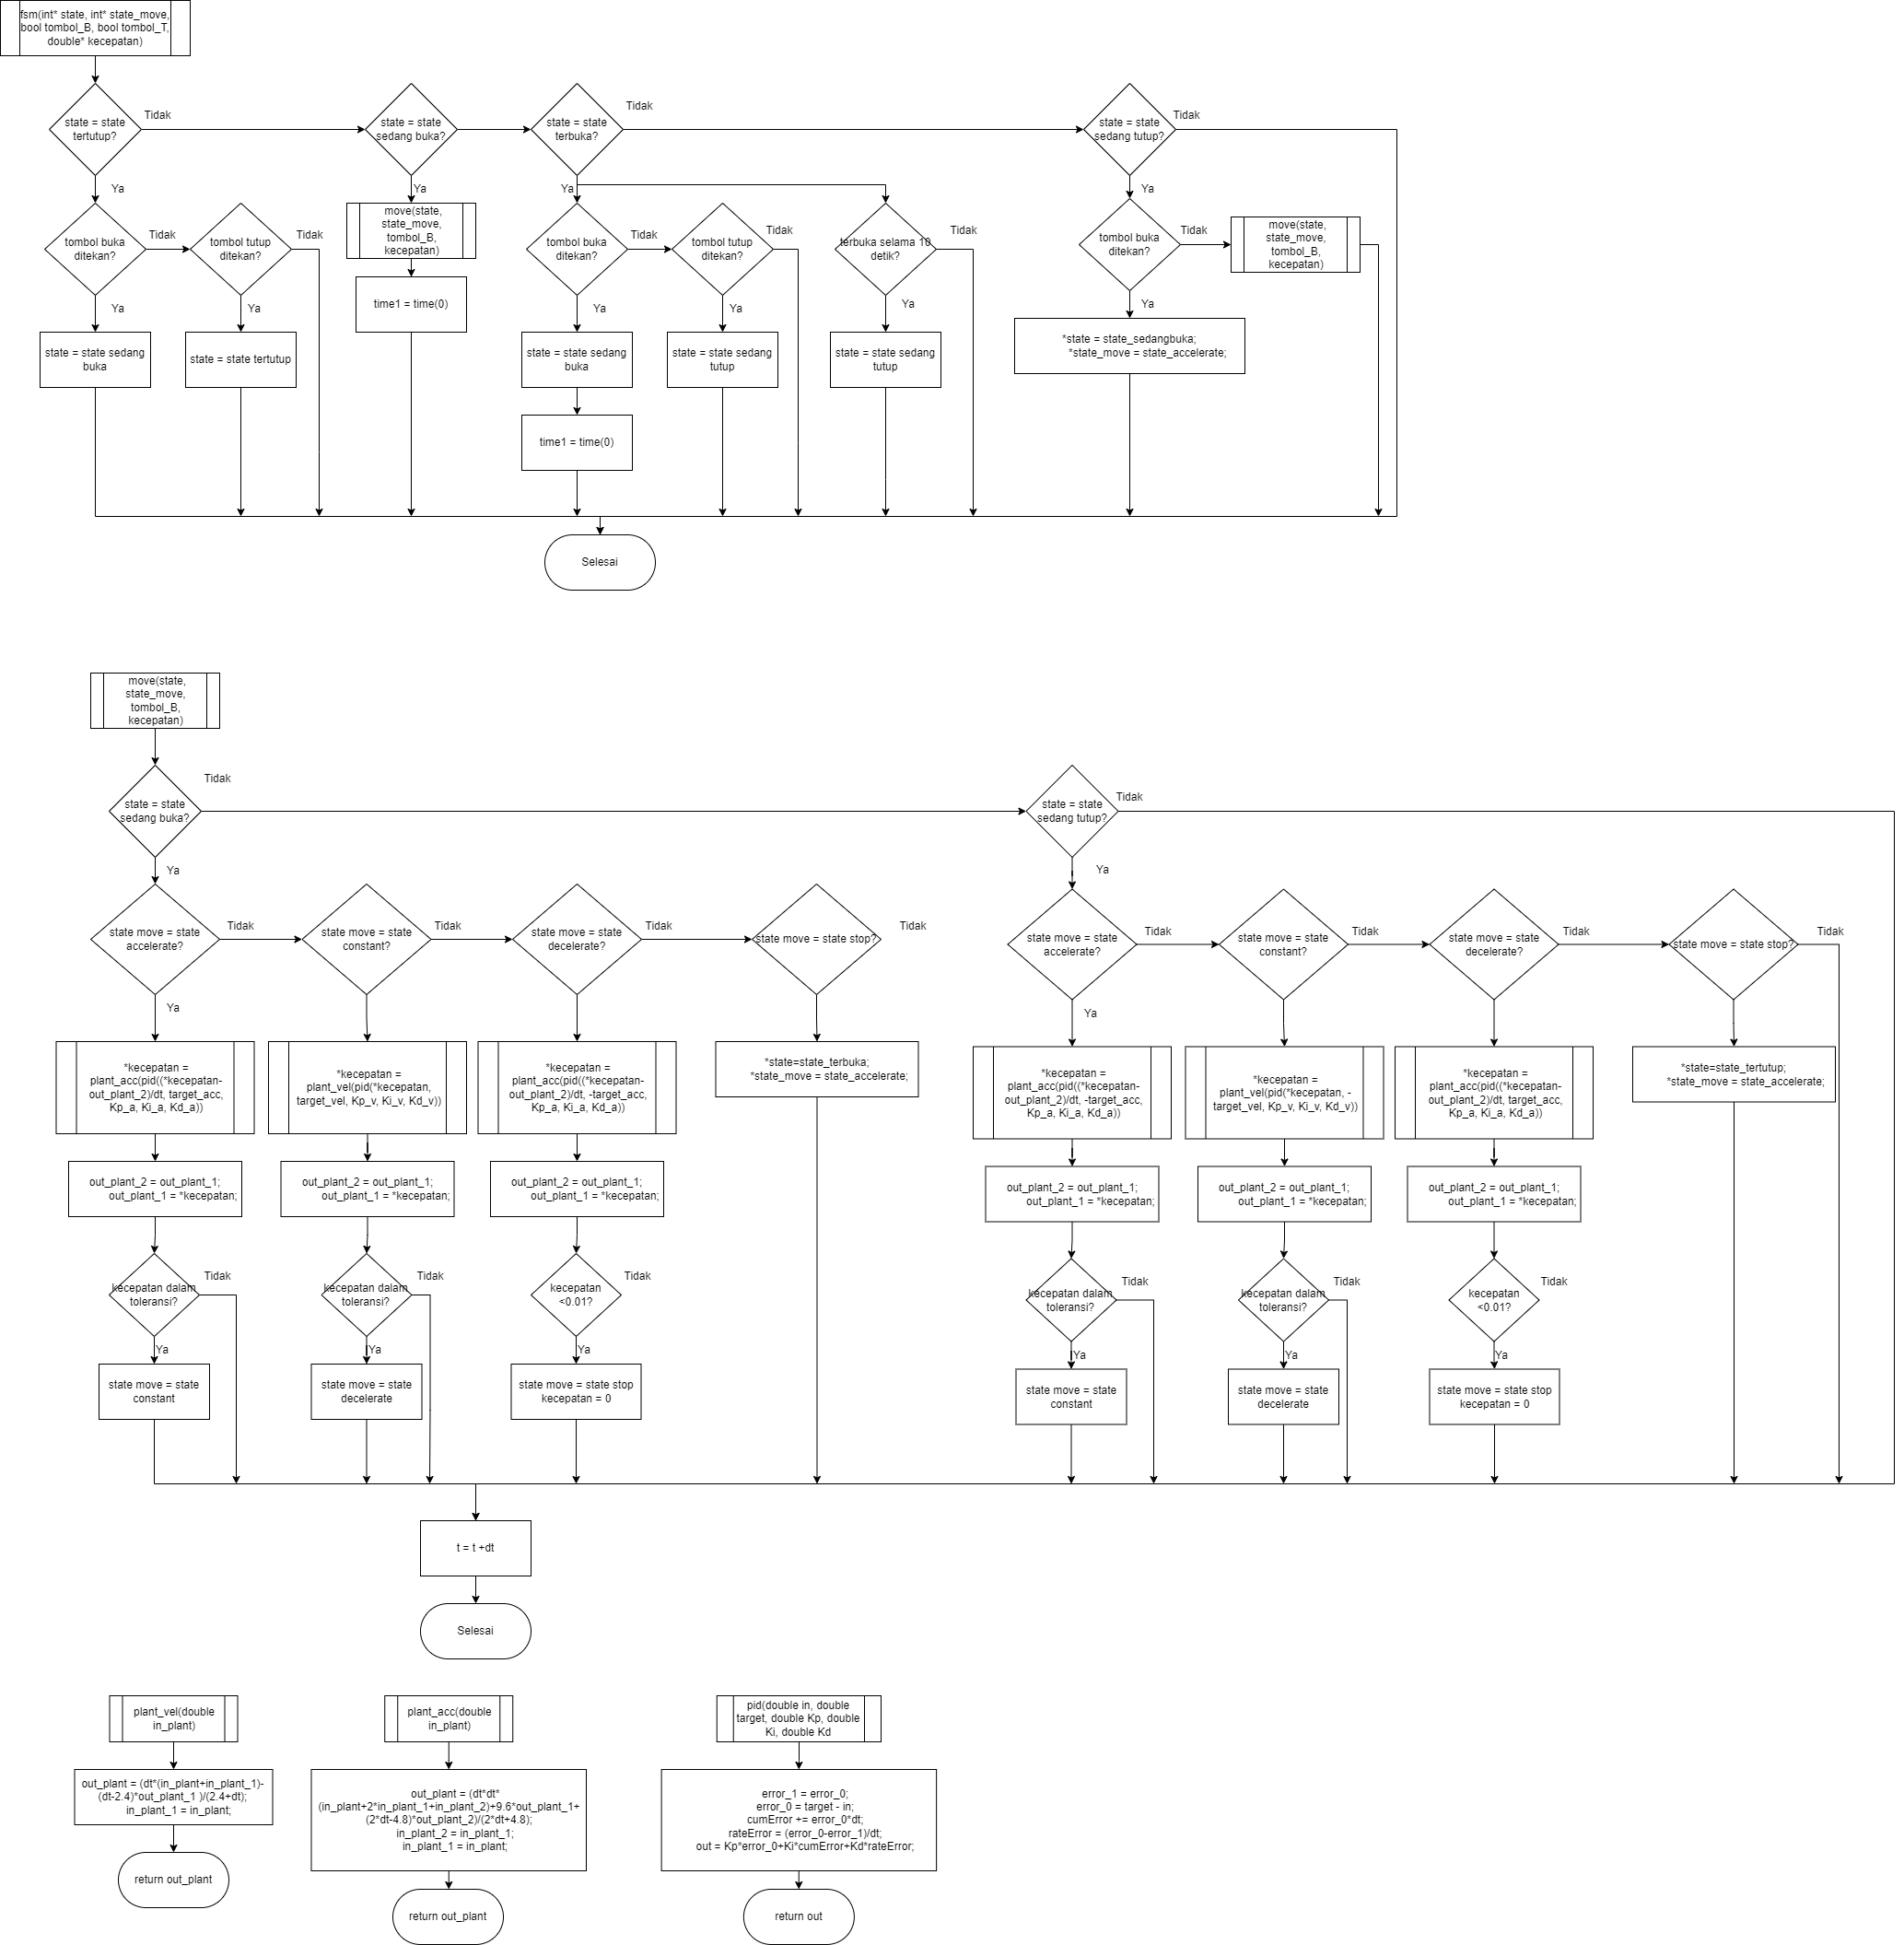 fsm(int* state, int* state_move,
bool tombol_B, bool tombol_T,
double* kecepatan)
state = state
tertutup?
Tidak
state = state
sedang buka?
state = state
terbuka?
Tidak
state = state
sedang tutup?
Tidak
Ya
Ya
Ya
Ya
tombol buka
ditekan?
Tidak
tombol tutup
ditekan?
Tidak
move(state,
state_move,
tombol_B,
kecepatan)
tombol buka
ditekan?
Tidak
tombol tutup
ditekan?
Tidak
terbuka selama 10
detik?
Tidak
tombol buka
ditekan?
Tidak
move(state,
state_move,
tombol_B,
kecepatan)
Ya
Ya
time1 = time(0)
Ya
Ya
Ya
Ya
state = state sedang
buka
state = state tertutup
state = state sedang
buka
state = state sedang
tutup
state = state sedang
tutup
*state = state_sedangbuka;
*state_move = state_accelerate;
time1 = time(0)
Selesai
move(state,
state_move,
tombol_B,
kecepatan)
state = state
sedang buka?
Tidak
state = state
sedang tutup?
Tidak
Ya
Ya
state move = state
accelerate?
Tidak
state move = state
constant?
Tidak
state move = state
decelerate?
Tidak
state move = state stop?
Tidak
state move = state
accelerate?
Tidak
state move = state
constant?
Tidak
state move = state
decelerate?
Tidak
state move = state stop?
Tidak
Ya
Ya
*kecepatan =
plant_acc(pid((*kecepatan-
out_plant_2)/dt, target_acc,
Kp_a, Ki_a, Kd_a))
*kecepatan =
plant_vel(pid(*kecepatan,
target_vel, Kp_v, Ki_v, Kd_v))
*kecepatan =
plant_acc(pid((*kecepatan-
out_plant_2)/dt, -target_acc,
Kp_a, Ki_a, Kd_a))
*state=state_terbuka;
*state_move = state_accelerate;
*kecepatan =
plant_acc(pid((*kecepatan-
out_plant_2)/dt, -target_acc,
Kp_a, Ki_a, Kd_a))
*kecepatan =
plant_vel(pid(*kecepatan, -
target_vel, Kp_v, Ki_v, Kd_v))
*kecepatan =
plant_acc(pid((*kecepatan-
out_plant_2)/dt, target_acc,
Kp_a, Ki_a, Kd_a))
*state=state_tertutup;
*state_move = state_accelerate;
out_plant_2 = out_plant_1;
out_plant_1 = *kecepatan;
out_plant_2 = out_plant_1;
out_plant_1 = *kecepatan;
out_plant_2 = out_plant_1;
out_plant_1 = *kecepatan;
out_plant_2 = out_plant_1;
out_plant_1 = *kecepatan;
out_plant_2 = out_plant_1;
out_plant_1 = *kecepatan;
out_plant_2 = out_plant_1;
out_plant_1 = *kecepatan;
kecepatan dalam
toleransi?
Tidak
kecepatan dalam
toleransi?
Tidak
kecepatan
<0.01?
Tidak
kecepatan dalam
toleransi?
Tidak
kecepatan dalam
toleransi?
Tidak
kecepatan
<0.01?
Tidak
Ya
Ya
Ya
Ya
Ya
Ya
state move = state
constant
state move = state
decelerate
state move = state stop
kecepatan = 0
state move = state
constant
state move = state
decelerate
state move = state stop
kecepatan = 0
t = t +dt
Selesai
plant_vel(double
in_plant)
plant_acc(double
in_plant)
pid(double in, double
target, double Kp, double
Ki, double Kd
out_plant = (dt*(in_plant+in_plant_1)-
(dt-2.4)*out_plant_1 )/(2.4+dt);
in_plant_1 = in_plant;
out_plant = (dt*dt*
(in_plant+2*in_plant_1+in_plant_2)+9.6*out_plant_1+
(2*dt-4.8)*out_plant_2)/(2*dt+4.8);
in_plant_2 = in_plant_1;
in_plant_1 = in_plant;
error_1 = error_0;
error_0 = target - in;
cumError += error_0*dt;
rateError = (error_0-error_1)/dt;
out = Kp*error_0+Ki*cumError+Kd*rateError;
return out_plant
return out_plant
return out